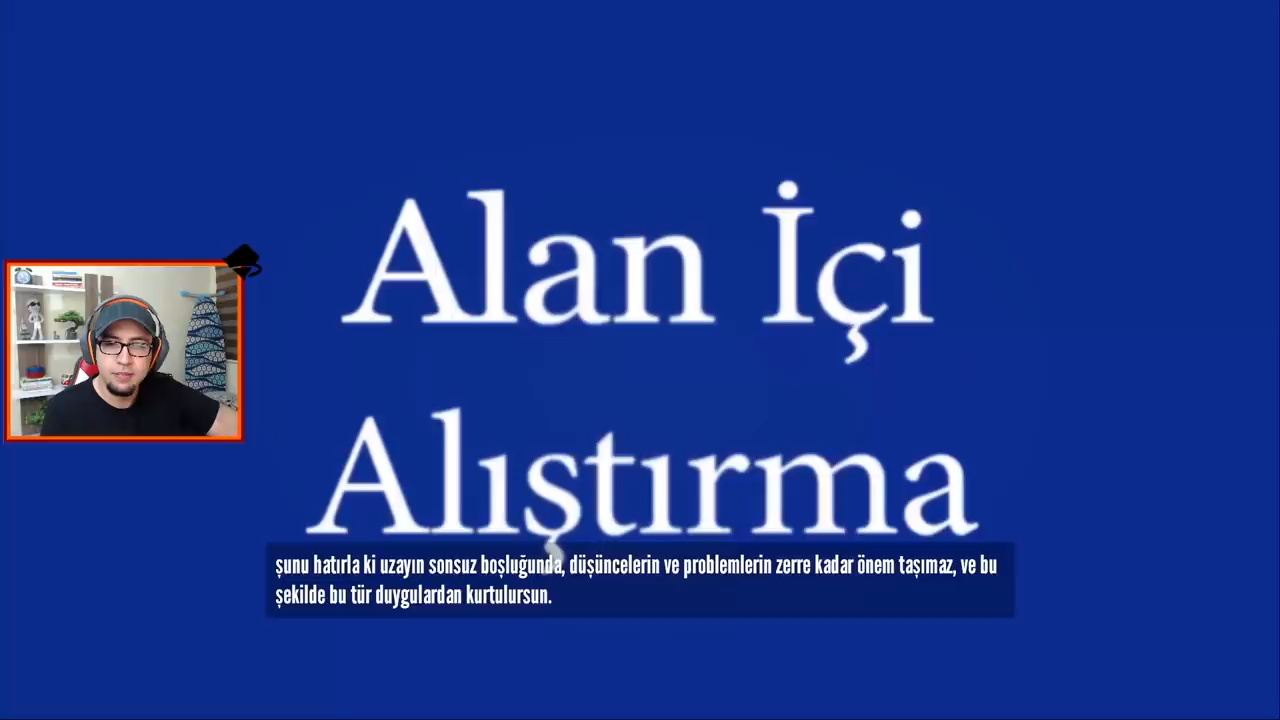 Alan İçi
Alıştırma
şunu hatırla ki uzayın sonsuz boşluğunda, düşüncelerin ve problemlerin zerre kadar önem taşımaz, ve bu
şekilde bu tür duygulardan kurtulursun.